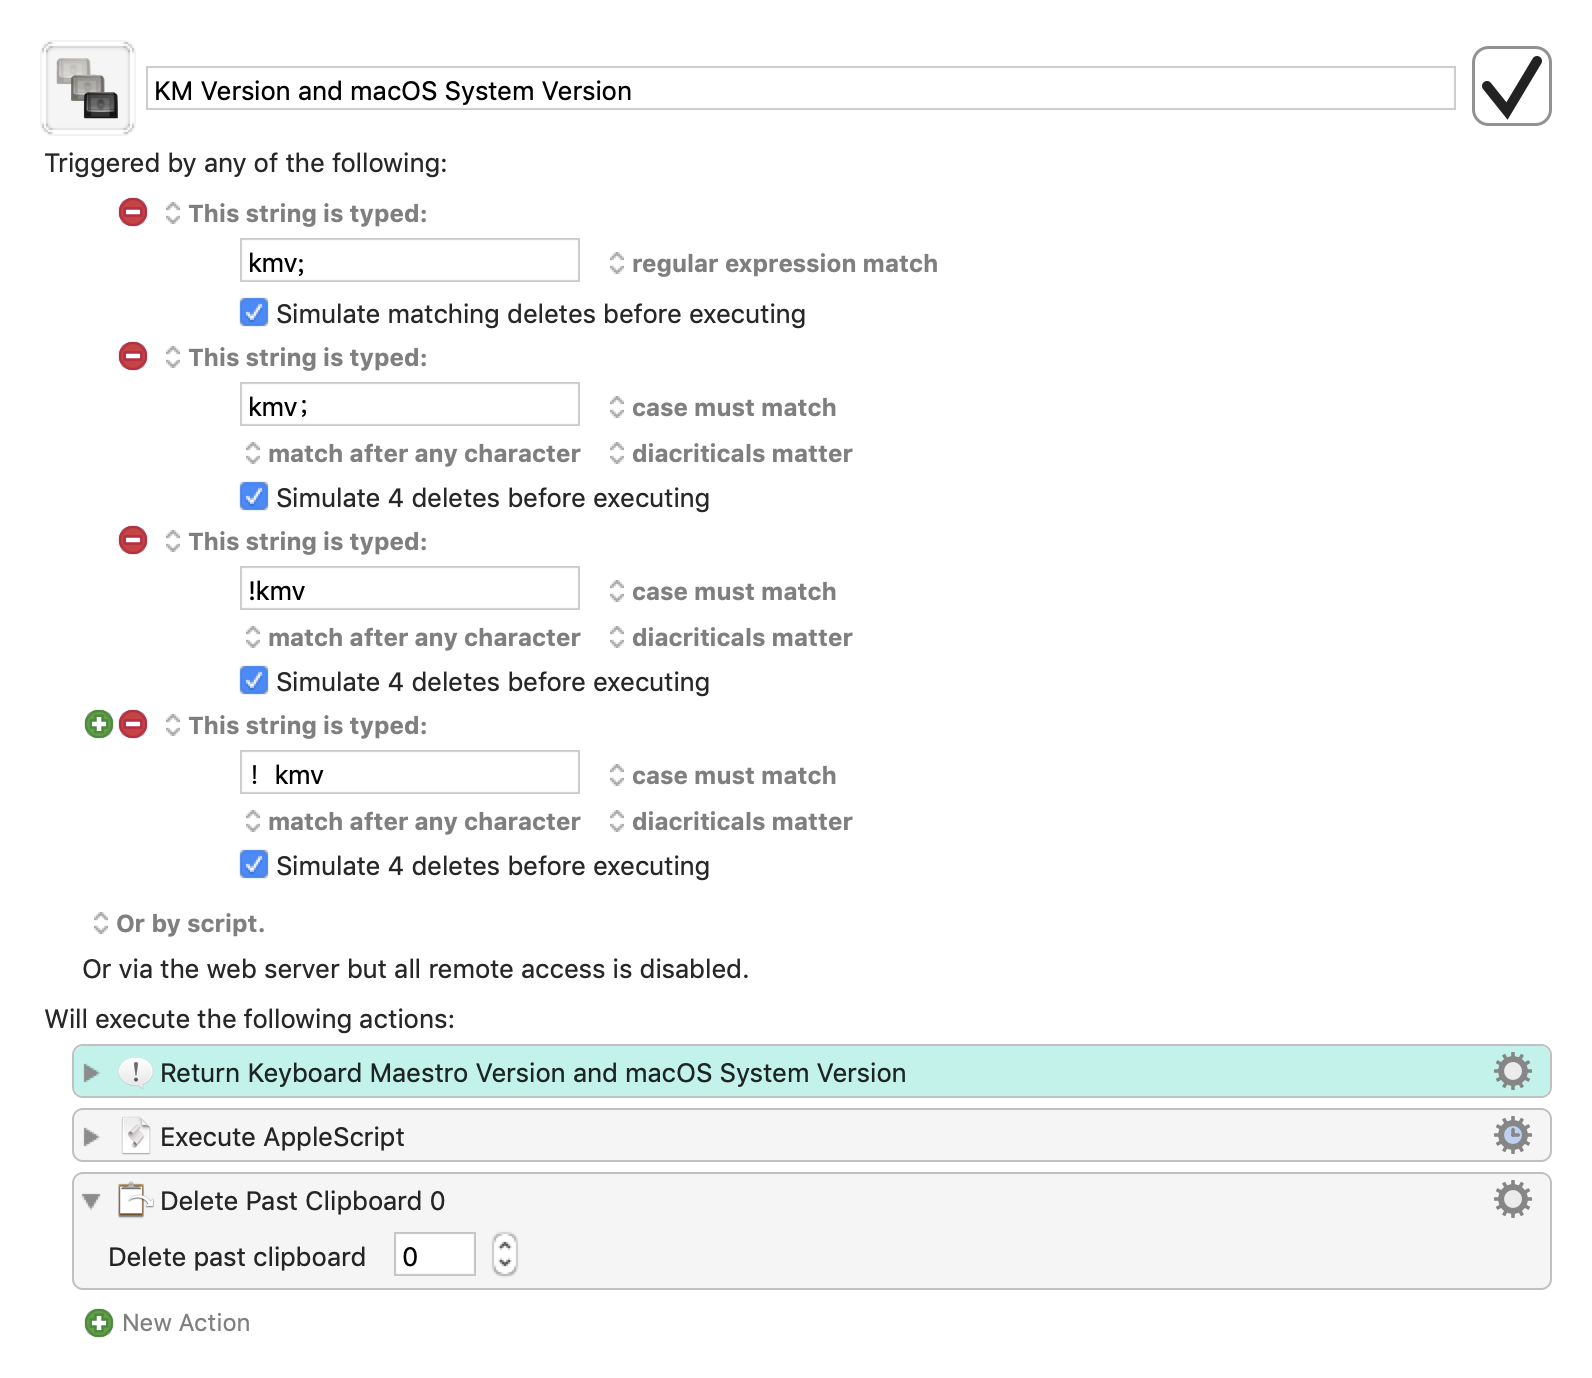 KM Version and macOS System Version
Triggered by any of the following:
This string is typed:
kmv;
regular expression match
Simulate matching deletes before executing
This string is typed:
kmv；
case must match
match after any character
diacriticals matter
Simulate 4 deletes before executing
This string is typed:
!kmv
case must match
match after any character
diacriticals matter
Simulate 4 deletes before executing
This string is typed:
！kmv
case must match
match after any character
diacriticals matter
Simulate 4 deletes before executing
Or by script.
Or via the web server but all remote access is disabled.
Will execute the following actions:
Return Keyboard Maestro Version and macOS System Version
Execute AppleScript
Delete Past Clipboard 0
Delete past clipboard 0
New Action